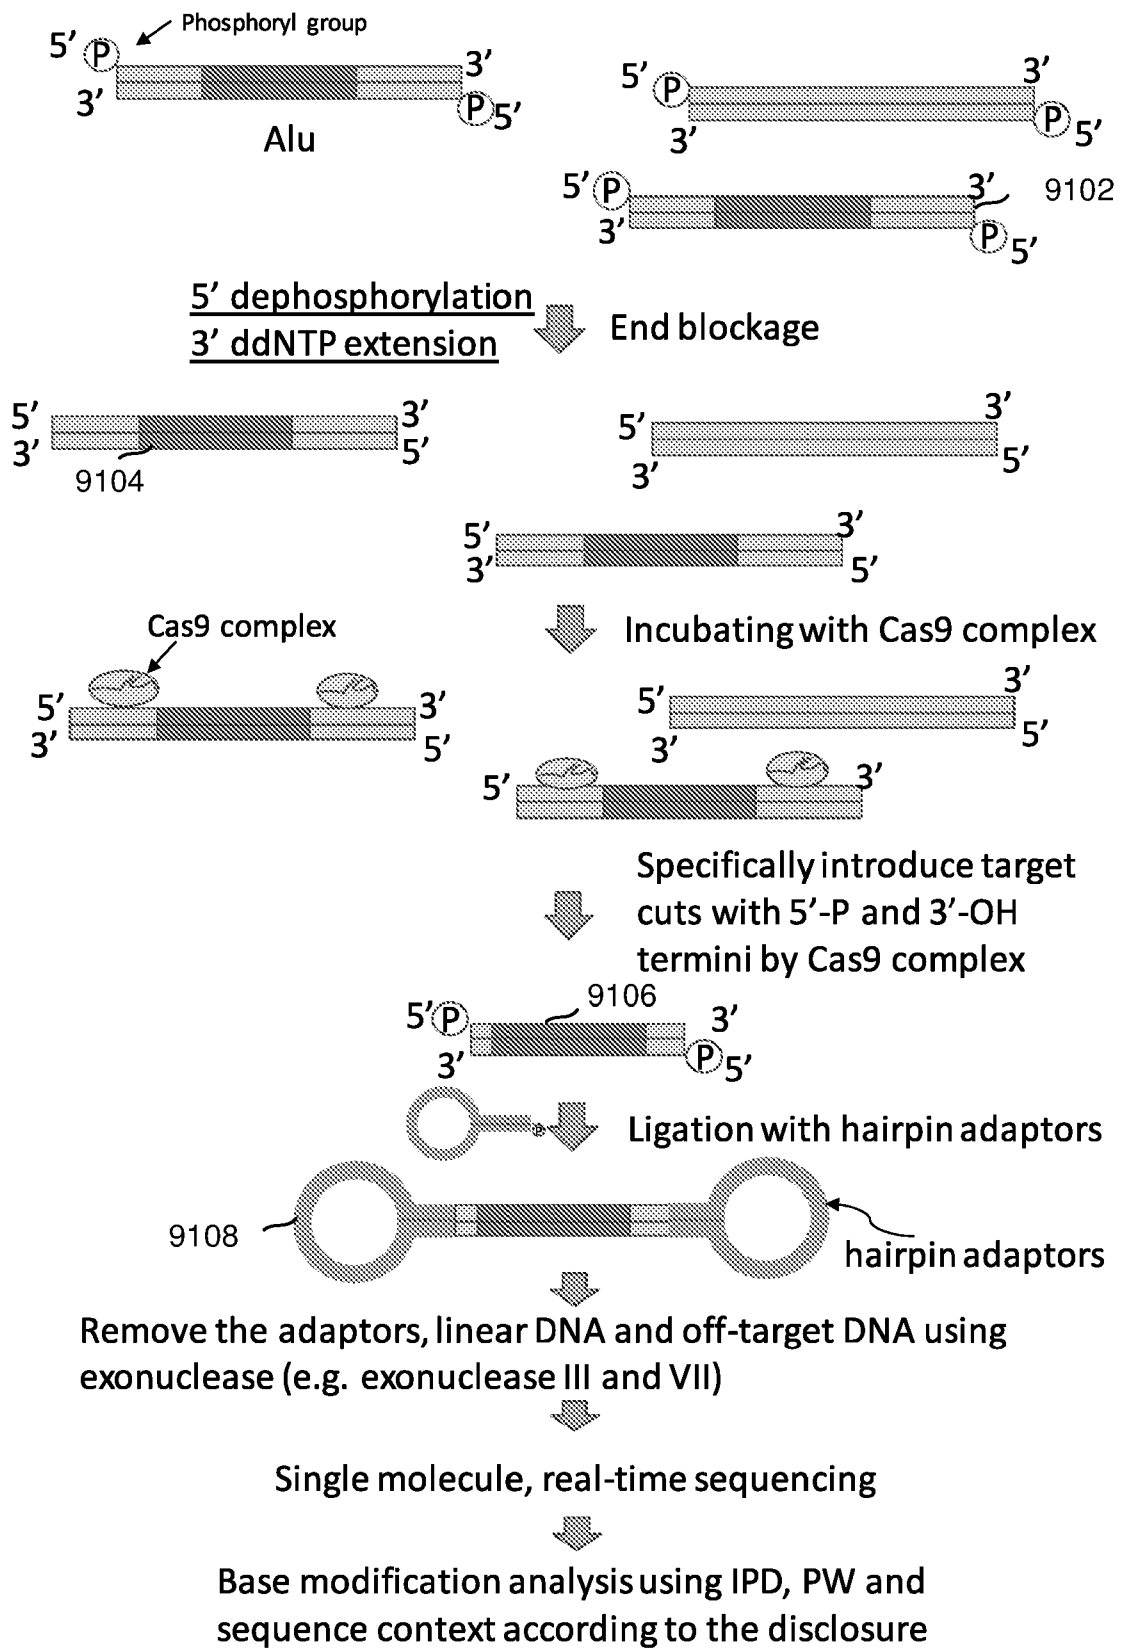 Phosphoryl group
5’ P 3’
3’ P 5’
Alu
5’ P 3’
3’ P 5’
5’ P 3’ 9102
3’ P 5’
5’ dephosphorylation
3’ ddNTP extension
End blockage
5’ 3’
3’ 5’
9104
5’ 3’
3’ 5’
5’ 3’
3’ 5’
Cas9 complex
Incubating with Cas9 complex
5’ 3’
3’ 5’
5’ 3’
3’ 5’
5’ 3’
Specifically introduce target
cuts with 5’-P and 3’-OH
termini by Cas9 complex
9106
5’ P 3’
3’ P 5’
P
Ligation with hairpin adaptors
9108
hairpin adaptors
Remove the adaptors, linear DNA and off-target DNA using
exonuclease (e.g. exonuclease III and VII)
Single molecule, real-time sequencing
Base modification analysis using IPD, PW and
sequence context according to the disclosure